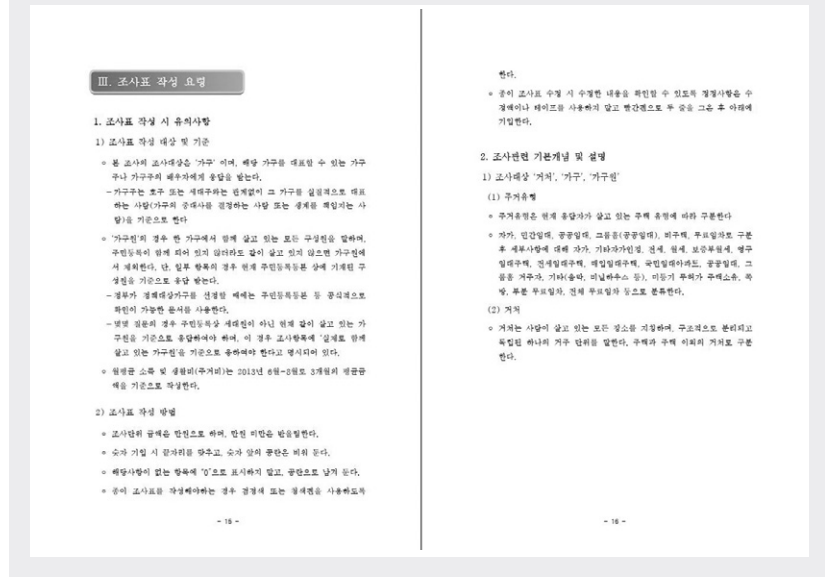 Ⅲ. 조사표 작성 요령
1. 조사표 작성 시 유의사항
1) 조사표 작성 대상 및 기준
◦ 본 조사의 조사대상은 '가구' 이며, 해당 가구를 대표할 수 있는 가구
주나 가구주의 배우자에게 응답을 받는다.
- 가구주는 호주 또는 세대주와는 관계없이 그 가구를 실질적으로 대표
하는 사람(가구의 중대사를 결정하는 사람 또는 생계를 책임지는 사
람)을 기준으로 한다
◦ '가구원'의 경우 한 가구에서 함께 살고 있는 모든 구성원을 말하며,
주민등록이 함께 되어 있지 않더라도 같이 살고 있지 않으면 가구원에
서 제외한다. 단, 일부 항목의 경우 현재 주민등록등본 상에 기재된 구
성원을 기준으로 응답 받는다.
- 정부가 정책대상가구를 선정할 때에는 주민등록등본 등 공식적으로
확인이 가능한 문서를 사용한다.
- 몇몇 질문의 경우 주민등록상 세대원이 아닌 현재 같이 살고 있는 가
구원을 기준으로 응답하여야 하며, 이 경우 조사항목에 '실제로 함께
살고 있는 가구원'을 기준으로 응하여야 한다고 명시되어 있다.
◦ 월평균 소득 및 생활비(주거비)는 2013년 6월~8월로 3개월의 평균금
액을 기준으로 작성한다.
2) 조사표 작성 방법
◦ 조사단위 금액은 만원으로 하며, 만원 미만은 반올림한다.
◦ 숫자 기입 시 끝자리를 맞추고, 숫자 앞의 공란은 비워 둔다.
◦ 해당사항이 없는 항목에 "0"으로 표시하지 말고, 공란으로 남겨 둔다.
◦ 종이 조사표를 작성해야하는 경우 검정색 또는 청색펜을 사용하도록
- 15 -
한다.
◦ 종이 조사표 수정 시 수정한 내용을 확인할 수 있도록 정정사항은 수
정액이나 테이프를 사용하지 말고 빨간펜으로 두 줄을 그은 후 아래에
기입한다.
2. 조사관련 기본개념 및 설명
1) 조사대상 '거처', '가구', '가구원'
(1) 주거유형
◦ 주거유형은 현재 응답자가 살고 있는 주택 유형에 따라 구분한다
◦ 자가, 민간임대, 공공임대, 그룹홈(공공임대), 비주택, 무료임차로 구분
후 세부사항에 대해 자가, 기타자가인정, 전세, 월세, 보증부월세, 영구
임대주택, 전세임대주택, 매입임대주택, 국민임대아파트, 공공임대, 그
룹홈 거주자, 기타(움막, 비닐하우스 등), 미등기 무허가 주택소유, 쪽
방, 부분 무료임차, 전체 무료임차 등으로 분류한다.
(2) 거처
◦ 거처는 사람이 살고 있는 모든 장소를 지칭하며, 구조적으로 분리되고
독립된 하나의 거주 단위를 말한다. 주택과 주택 이외의 거처로 구분
한다.
- 16 -